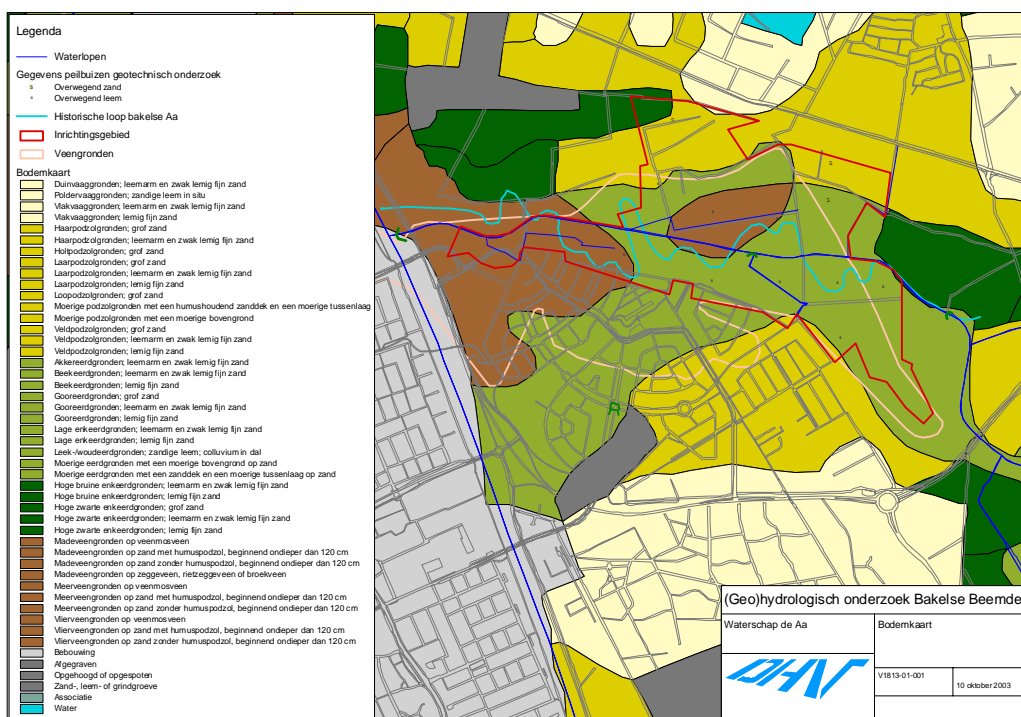 Legenda
Waterlopen
Gegevens peilbuizen geotechnisch onderzoek
s Overwegend zand
Overwegend leem
Historische loop bakelse Aa
Inrichtingsgebied
Veengronden
Bodemkaart
Duinvaaggronden; leemarm en zwak lemig fijn zand
Poldervaaggronden; zandige leem in situ
Vlakvaaggronden; leemarm en zwak lemig fijn zand
Vlakvaaggronden; lemig fijn zand
Haarpodzolgronden; grof zand
Haarpodzolgronden; leemarm en zwak lemig fijn zand
Holtpodzolgronden; grof zand
Laarpodzolgronden; grof zand
Laarpodzolgronden; leemarm en zwak lemig fijn zand
Laarpodzolgronden; lemig fijn zand
Loopodzolgronden; grof zand
Moerige podzolgronden met een humushoudend zanddek en een moerige tussenlaag
Moerige podzolgronden met een moerige bovengrond
Veldpodzolgronden; grof zand
Veldpodzolgronden; leemarm en zwak lemig fijn zand
Veldpodzolgronden; lemig fijn zand
Akkereerdgronden; leemarm en zwak lemig fijn zand
Beekeerdgronden; leemarm en zwak lemig fijn zand
Beekeerdgronden; lemig fijn zand
Gooreerdgronden; grof zand
Gooreerdgronden; leemarm en zwak lemig fijn zand
Gooreerdgronden; lemig fijn zand
Lage enkeerdgronden; leemarm en zwak lemig fijn zand
Lage enkeerdgronden; lemig fijn zand
Leek-/woudeerdgronden; zandige leem; colluvium in dal
Moerige eerdgronden met een moerige bovengrond op zand
Moerige eerdgronden met een zanddek en een moerige tussenlaag op zand
Hoge bruine enkeerdgronden; leemarm en zwak lemig fijn zand
Hoge bruine enkeerdgronden; lemig fijn zand
Hoge zwarte enkeerdgronden; grof zand
Hoge zwarte enkeerdgronden; leemarm en zwak lemig fijn zand
Hoge zwarte enkeerdgronden; lemig fijn zand
Madeveengronden op veenmosveen
Madeveengronden op zand met humuspodzol, beginnend ondieper dan 120 cm
Madeveengronden op zand zonder humuspodzol, beginnend ondieper dan 120 cm
Madeveengronden op zeggeveen, rietzeggeveen of broekveen
Meerveengronden op veenmosveen
Meerveengronden op zand met humuspodzol, beginnend ondieper dan 120 cm
Meerveengronden op zand zonder humuspodzol, beginnend ondieper dan 120 cm
Vlierveengronden op veenmosveen
Vlierveengronden op zand met humuspodzol, beginnend ondieper dan 120 cm
Vlierveengronden op zand zonder humuspodzol, beginnend ondieper dan 120 cm
Bebouwing
Afgegraven
Opgehoogd of opgespoten
Zand-, leem- of grindgroeve
Associatie
Water
(Geo)hydrologisch onderzoek Bakelse Beemde
Waterschap de Aa
Bodemkaart
DHV
V1813-01-001
10 oktober 2003